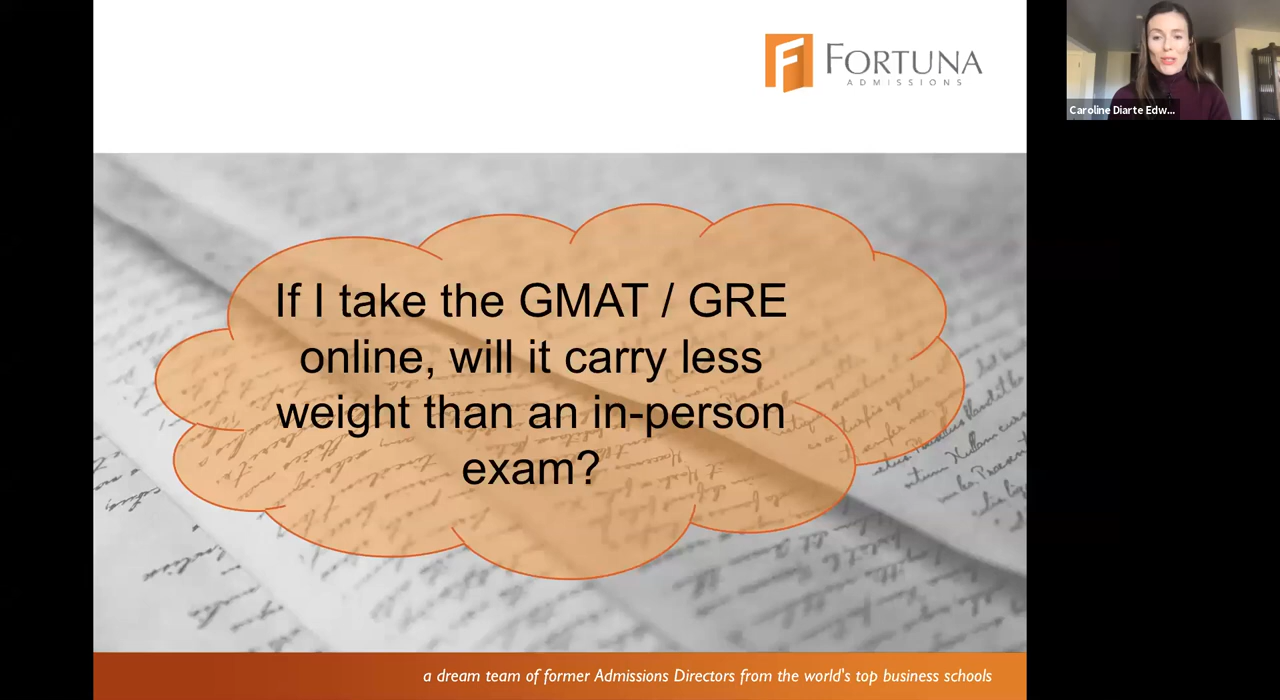 FORTUNA
ADMISSIONS
Caroline Diarte Edw...
If I take the GMAT / GRE
online, will it carry less
weight than an in-person
exam?
a dream team of former Admissions Directors from the world's top business schools